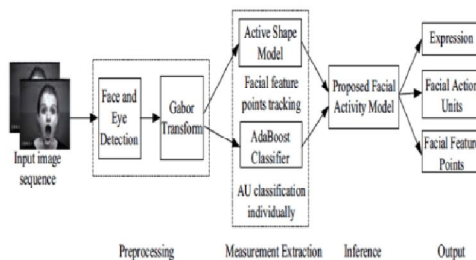 Input image
sequence
Face and
Eye
Detection
Gabor
Transform
Active Shape
Model
Facial feature
points tracking
AdaBoost
Classifier
AU classification
individually
Proposed Facial
Activity Model
Expression
Facial Action
Units
Facial Feature
Points
Preprocessing
Measurement Extraction
Inference
Output